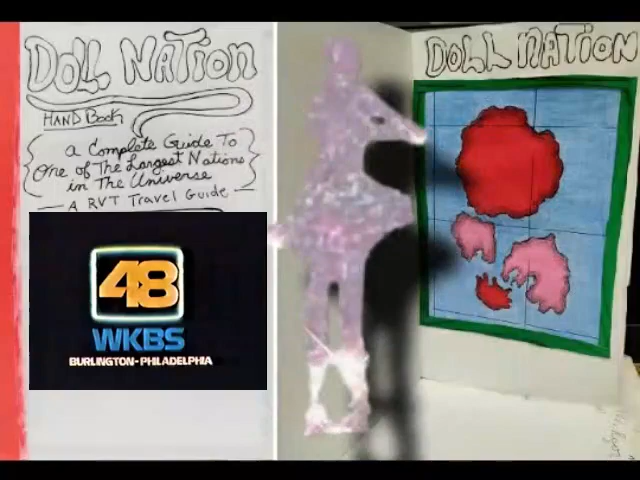 DOLL NATION
HAND Book
a Complete Guide To
One of The Largest Nations
in The Universe
A RVT Travel Guide
48
WKBS
BURLINGTON-PHILADELPHIA
DOLL NATION